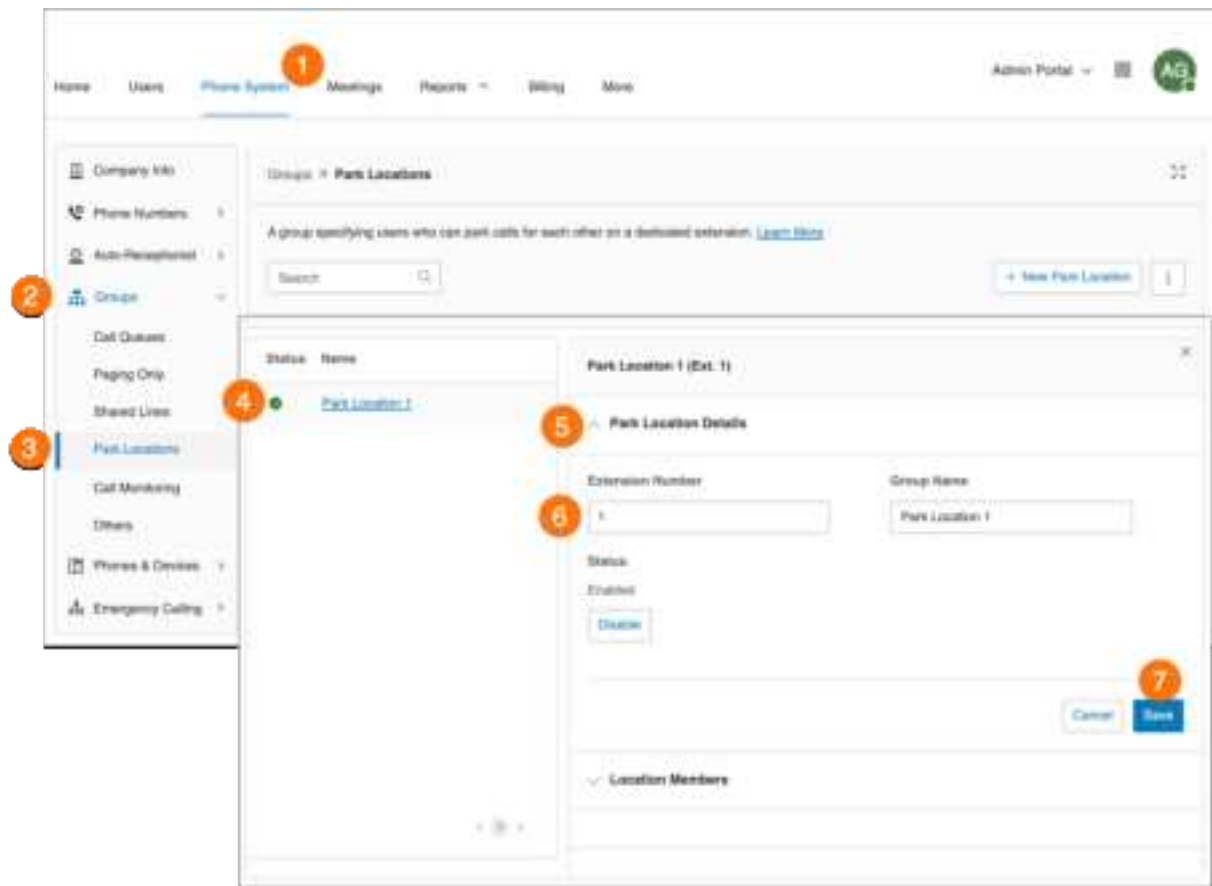 1
Home Users Phone System Meetings Reports Billing More Admin Portal AG
Company Info
Phone Numbers
Auto-Receptionist
2 Groups
Call Queues
Paging Only
Shared Lines
3 Park Locations
Call Monitoring
Others
Phones & Devices
Emergency Calling
Groups > Park Locations
A group specifying users who can park calls for each other on a dedicated extension. Learn More
Search
+ New Park Location
Status Name
4 Park Location 1
Park Location 1 (Ext. 1)
5 Park Location Details
Extension Number Group Name
6 1 Park Location 1
Status
Enabled
Disable
7
Cancel Save
Location Members